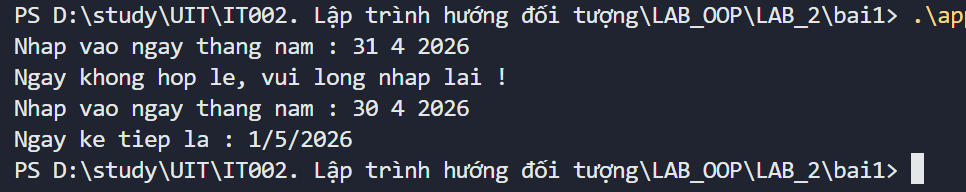 PS D:\study\UIT\IT002. Lập trình hướng đối tượng\LAB_OOP\LAB_2\bai1> .\ap
Nhap vao ngay thang nam : 31 4 2026
Ngay khong hop le, vui long nhap lai !
Nhap vao ngay thang nam : 30 4 2026
Ngay ke tiep la : 1/5/2026
PS D:\study\UIT\IT002. Lập trình hướng đối tượng\LAB_OOP\LAB_2\bai1>